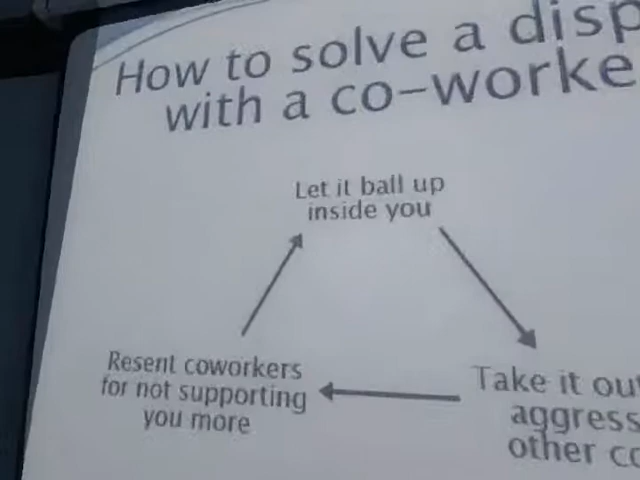 How to solve a disp
with a co-worke
Let it ball up
inside you
Resent coworkers
for not supporting
you more
Take it ou
aggress
other co